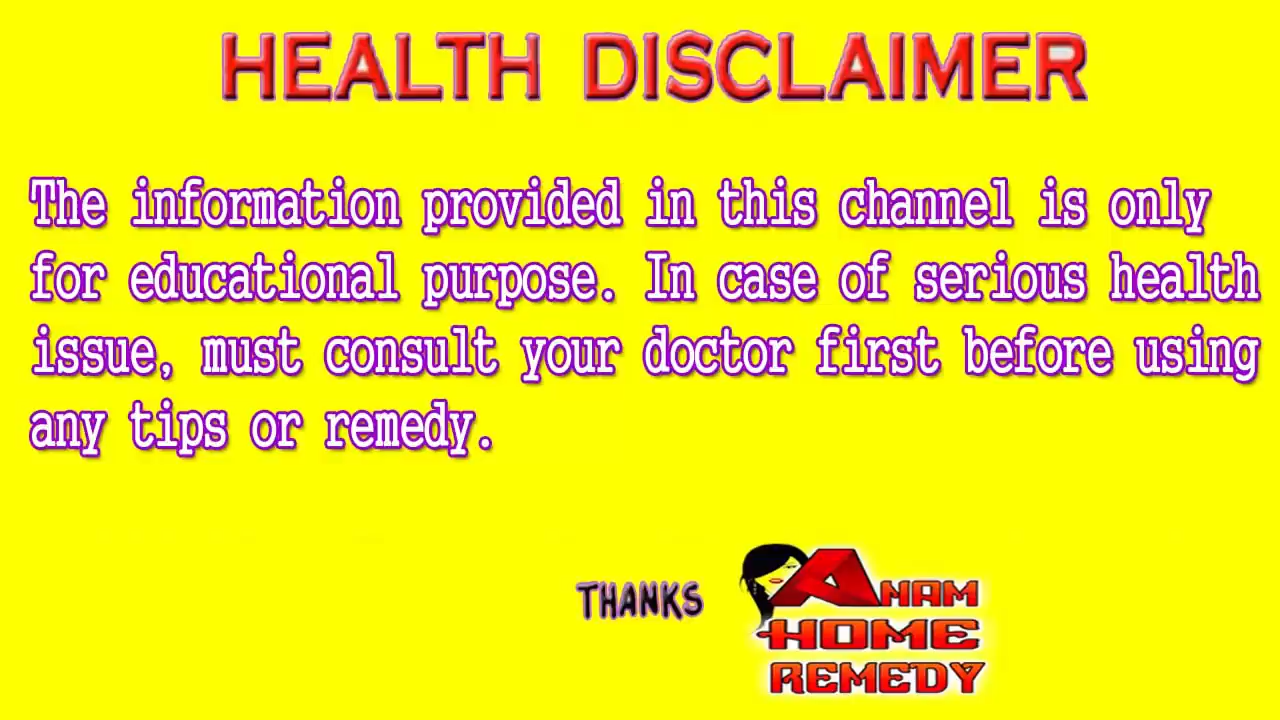 HEALTH DISCLAIMER
The information provided in this channel is only
for educational purpose. In case of serious health
issue, must consult your doctor first before using
any tips or remedy.
THANKS
ANAM
HOME
REMEDY